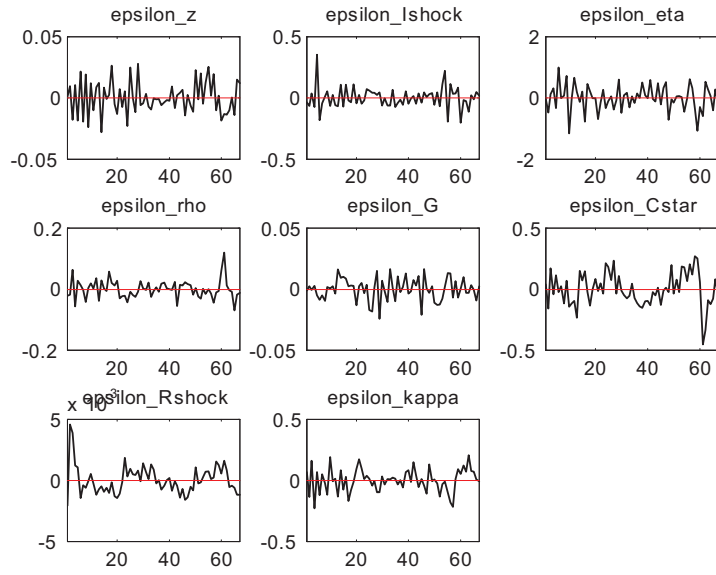 epsilon_z epsilon_Ishock epsilon_eta
0.05 0.5 2
0 0 0
-0.05 -0.5 -2
20 40 60 20 40 60 20 40 60
epsilon_rho epsilon_G epsilon_Cstar
0.2 0.05 0.5
0 0 0
-0.2 -0.05 -0.5
20 40 60 20 40 60 20 40 60
x 10
-3
epsilon_Rshock epsilon_kappa
5 0.5
0 0
-5 -0.5
20 40 60 20 40 60